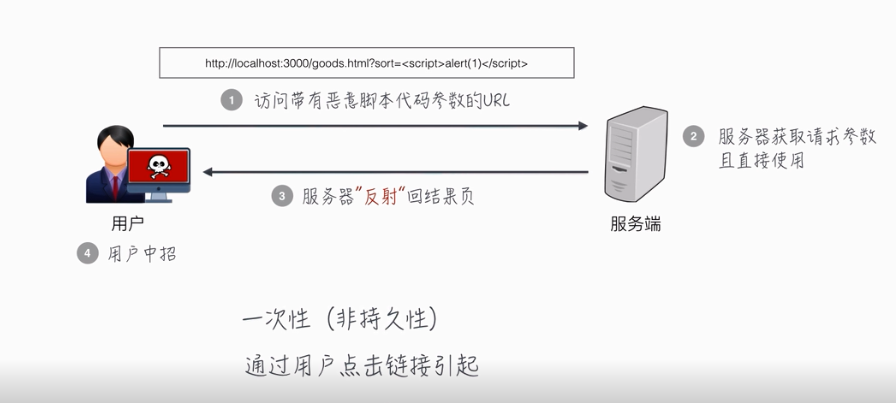 http://localhost:3000/goods.html?sort=<script>alert(1)</script>
1 访问带有恶意脚本代码参数的URL
2 服务器获取请求参数
且直接使用
3 服务器"反射"回结果页
用户
服务端
4 用户中招
一次性（非持久性）
通过用户点击链接引起